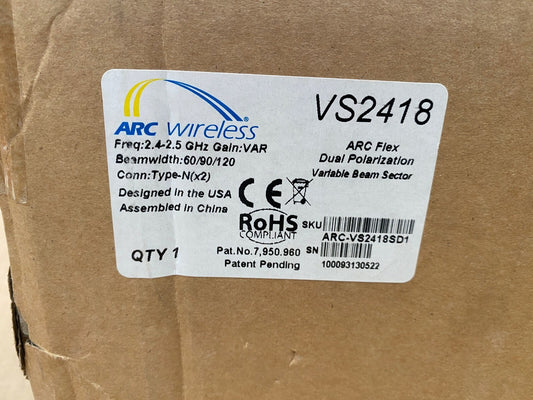 ARC wireless®
VS2418
Freq:2.4-2.5 GHz Gain:VAR
Beamwidth:60/90/120
Conn:Type-N(x2)
ARC Flex
Dual Polarization
Variable Beam Sector
Designed in the USA
Assembled in China
CE
RoHS
COMPLIANT
SKU
ARC-VS2418SD1
QTY 1
Pat.No.7,950,960
Patent Pending
SN
100093130522